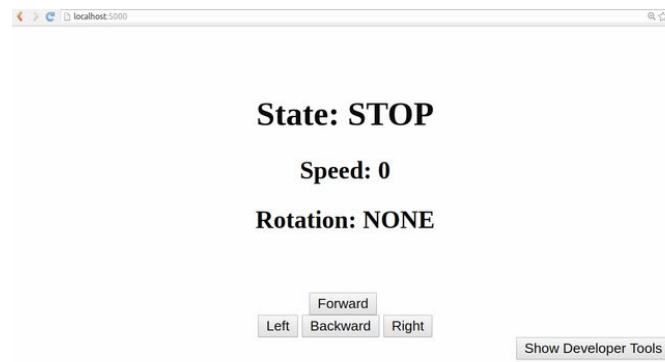 localhost:5000
State: STOP
Speed: 0
Rotation: NONE
Forward
Left Backward Right
Show Developer Tools